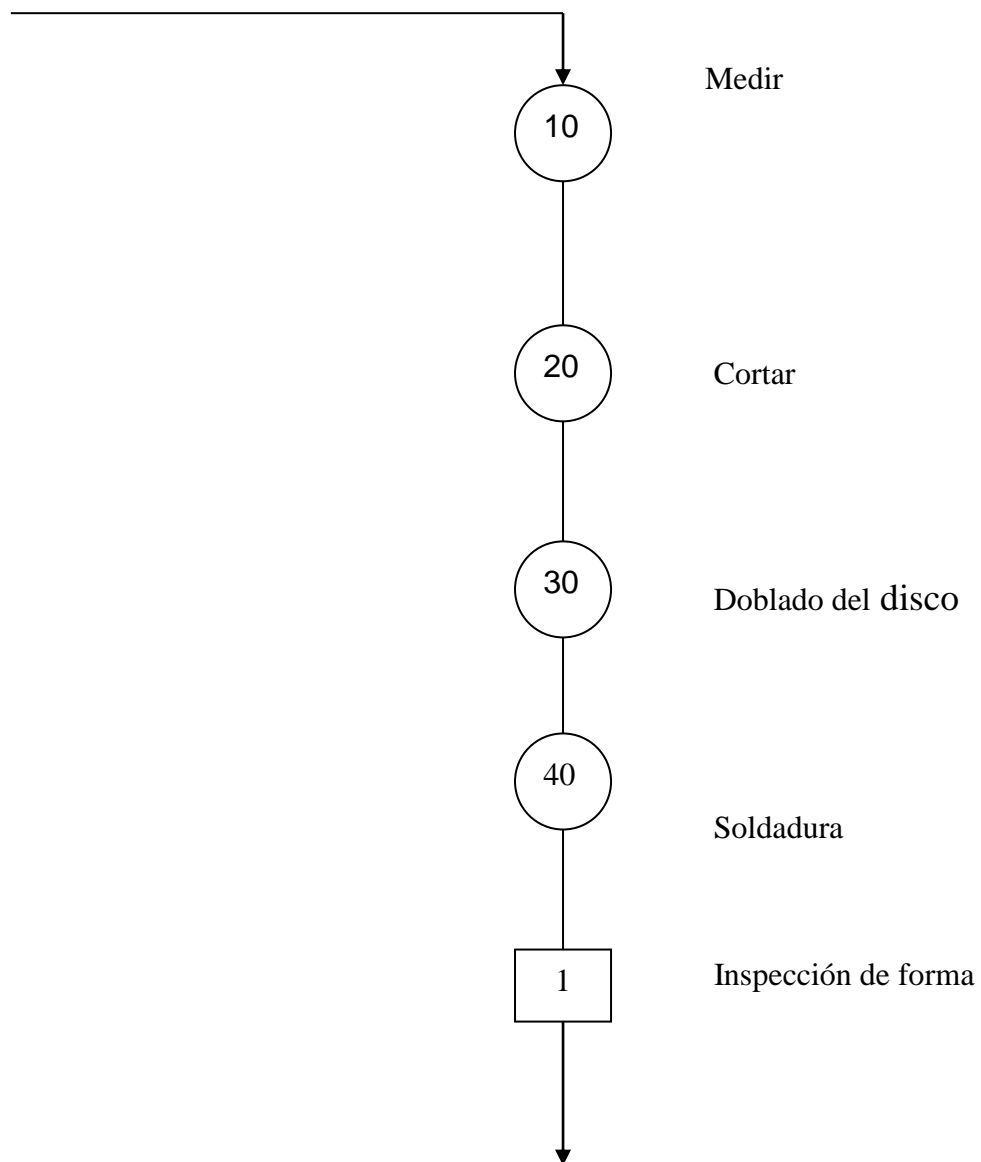 Medir
10
20
Cortar
30
Doblado del disco
40
Soldadura
1
Inspección de forma